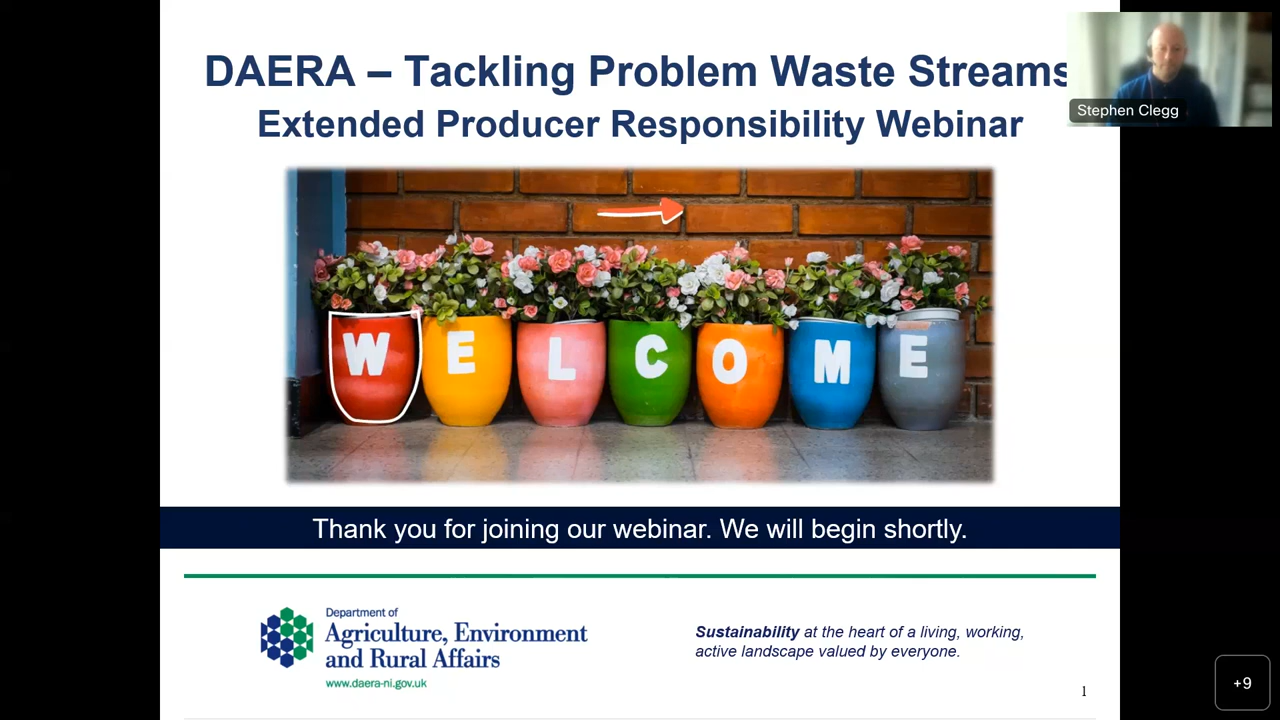 DAERA – Tackling Problem Waste Streams
Extended Producer Responsibility Webinar
Stephen Clegg
WELCOME
Thank you for joining our webinar. We will begin shortly.
Department of
Agriculture, Environment
and Rural Affairs
www.daera-ni.gov.uk
Sustainability at the heart of a living, working,
active landscape valued by everyone.
1
+9